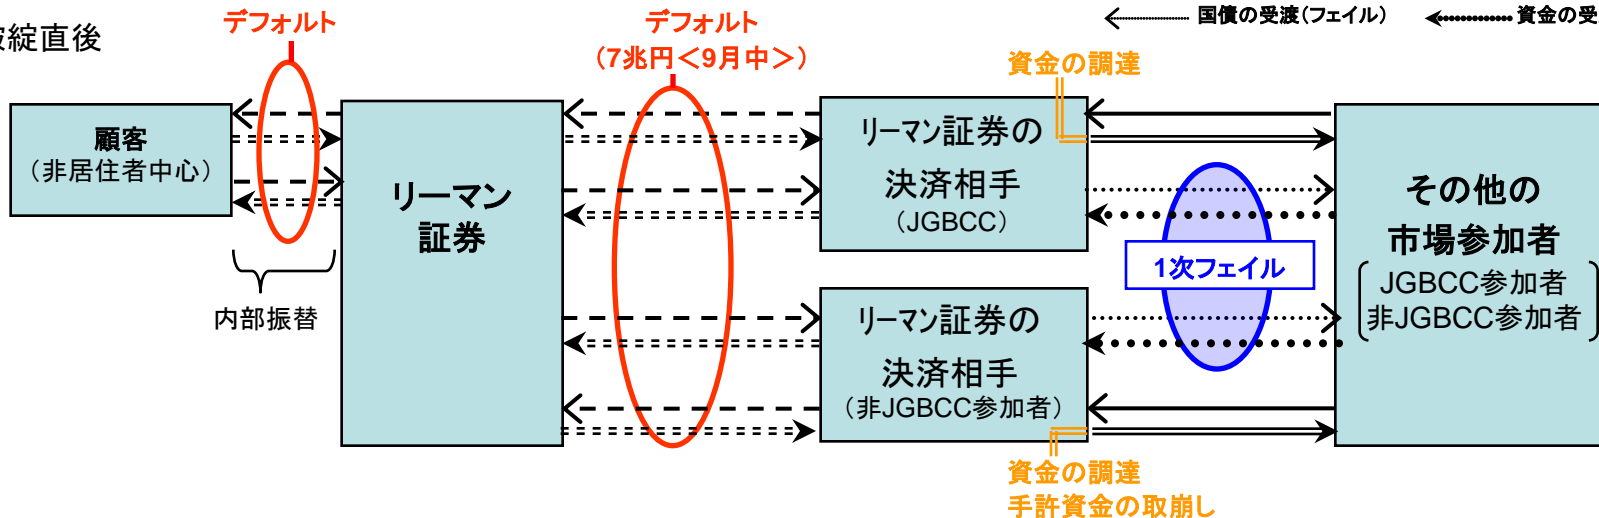 綻直後
デフォルト
デフォルト
（7兆円＜9月中＞）
国債の受渡（フェイル）
資金の受
資金の調達
顧客
（非居住者中心）
リーマン
証券
リーマン証券の
決済相手
（JGBCC）
その他の
市場参加者
JGBCC参加者
非JGBCC参加者
1次フェイル
内部振替
リーマン証券の
決済相手
（非JGBCC参加者）
資金の調達
手許資金の取崩し